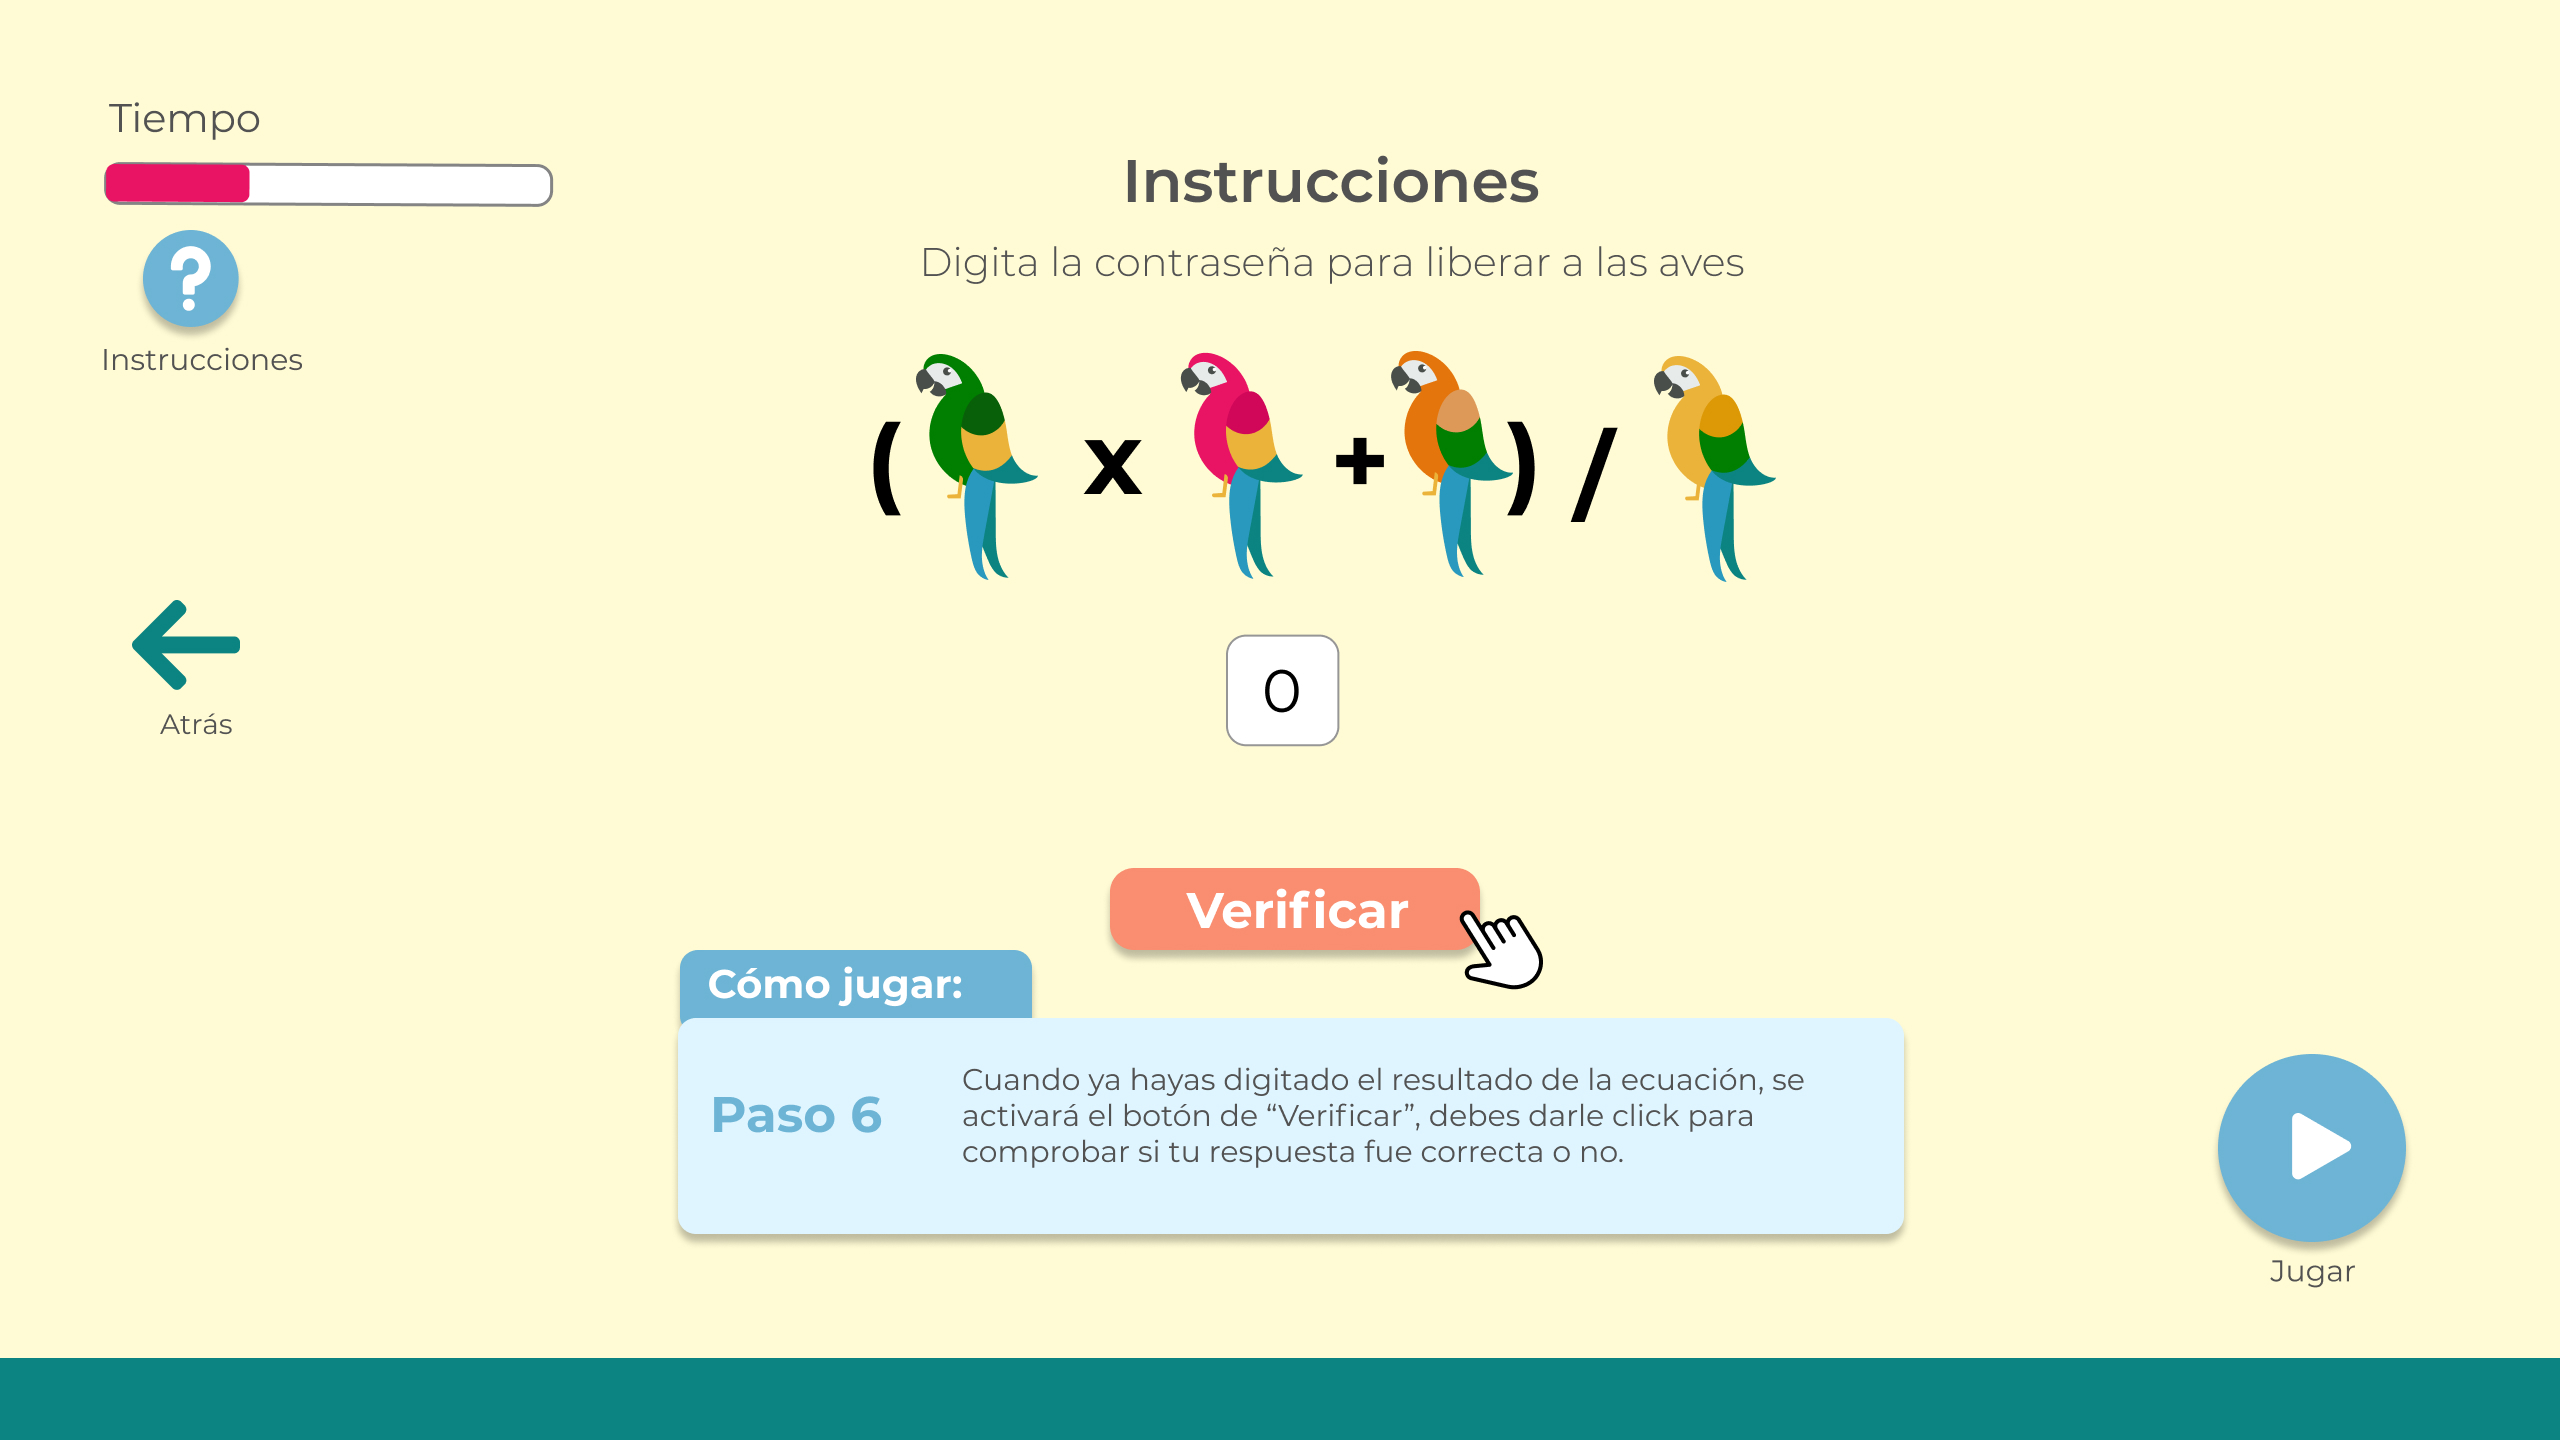 Tiempo
Instrucciones
Atrás
Instrucciones
Digita la contraseña para liberar a las aves
( x + ) /
0
Verificar
Cómo jugar:
Paso 6
Cuando ya hayas digitado el resultado de la ecuación, se
activará el botón de “Verificar”, debes darle click para
comprobar si tu respuesta fue correcta o no.
Jugar